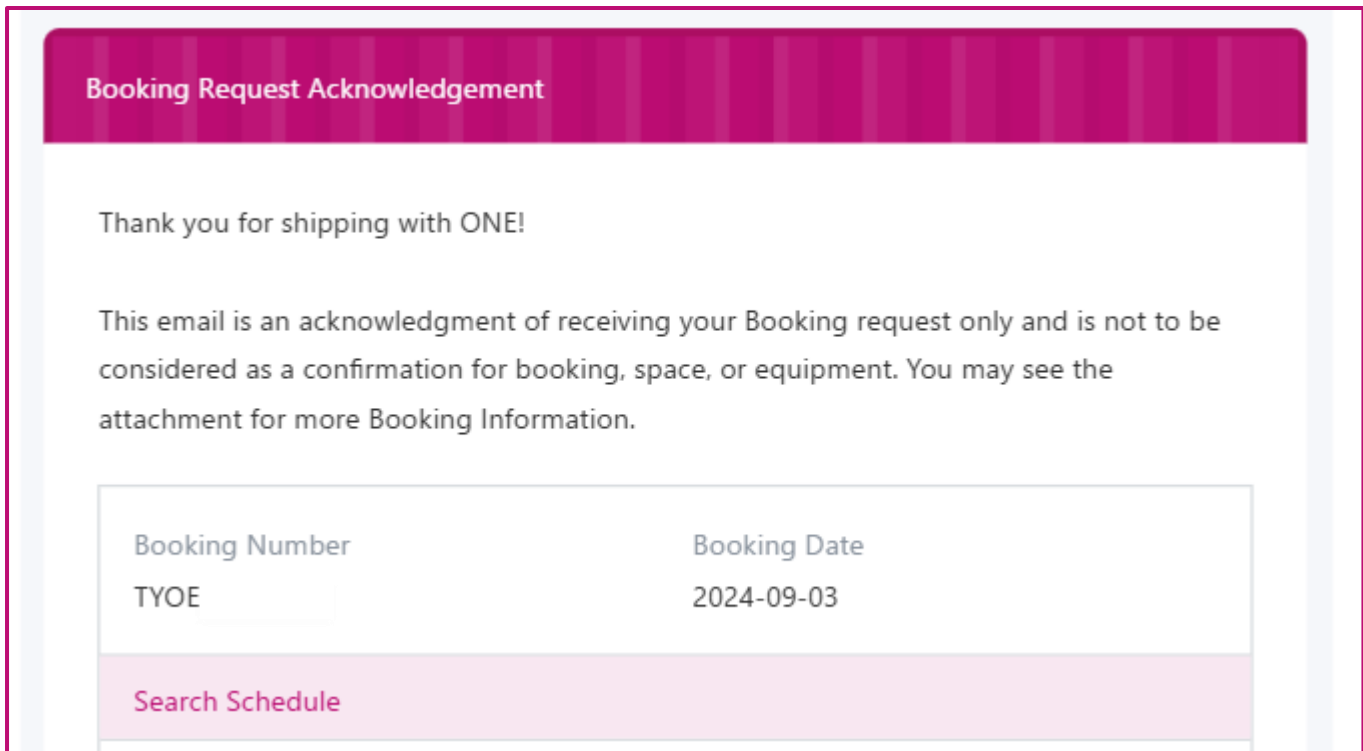 Booking Request Acknowledgement
Thank you for shipping with ONE!
This email is an acknowledgment of receiving your Booking request only and is not to be
considered as a confirmation for booking, space, or equipment. You may see the
attachment for more Booking Information.
Booking Number
TYOE
Booking Date
2024-09-03
Search Schedule